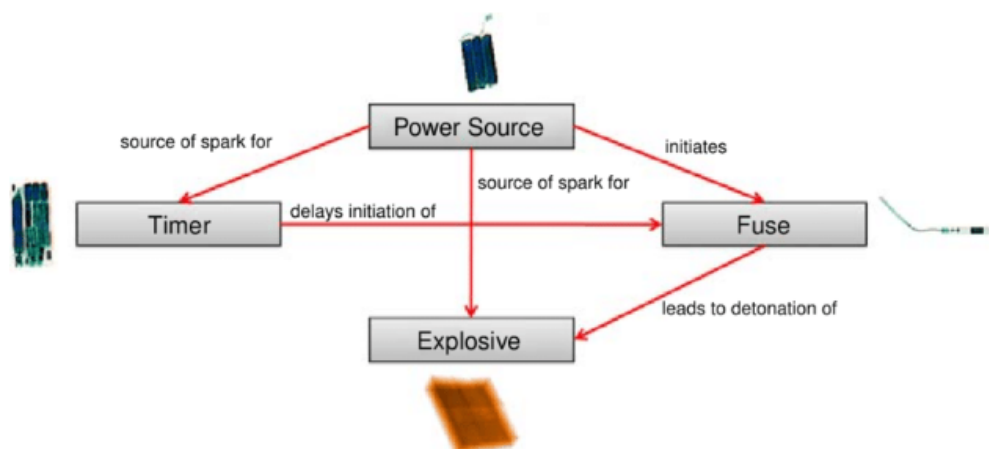 Power Source
source of spark for
initiates
source of spark for
Timer
delays initiation of
Fuse
leads to detonation of
Explosive